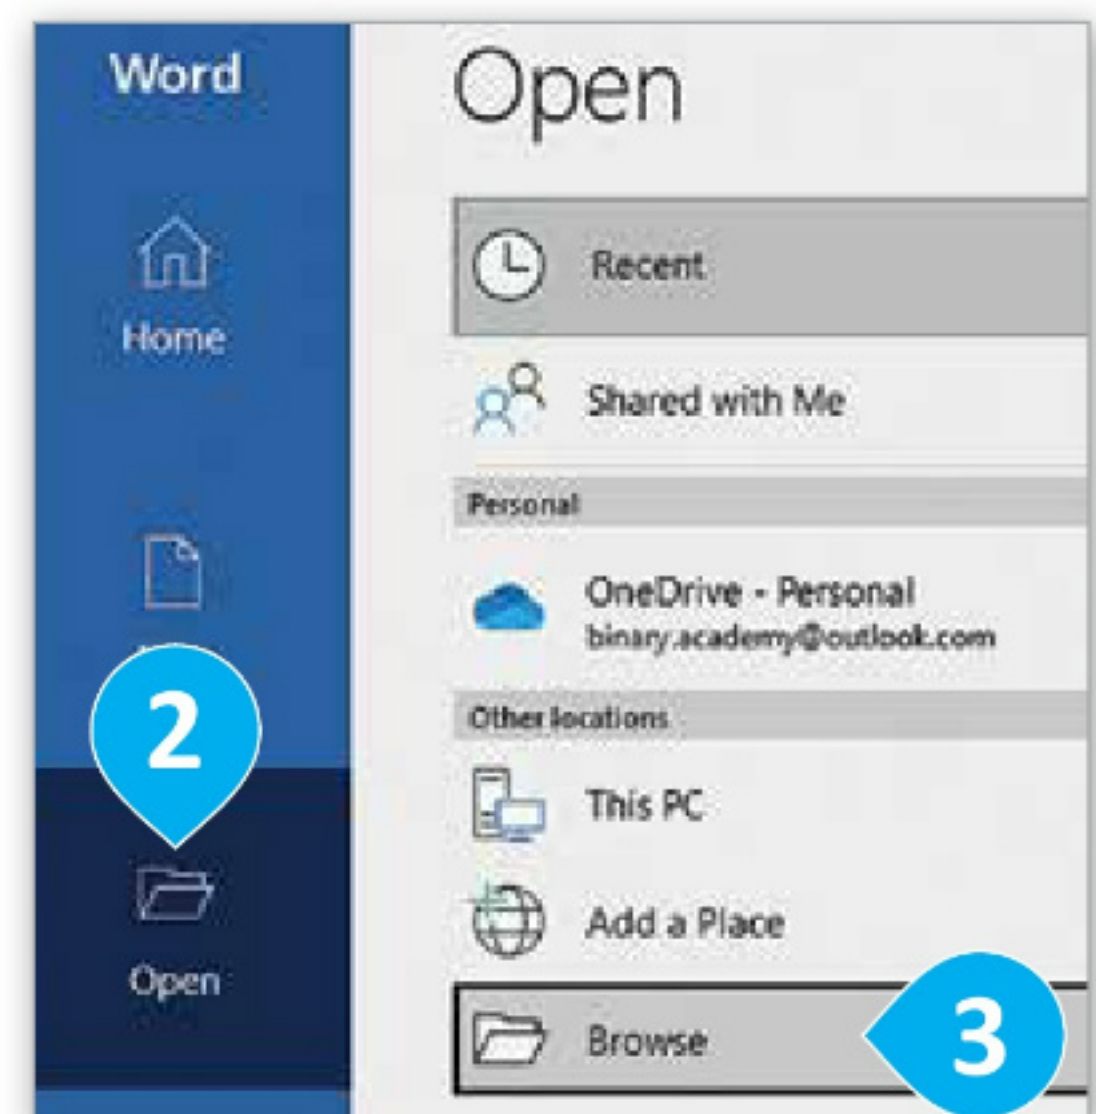 Word
Home
2
Open
Open
Recent
Shared with Me
Personal
OneDrive - Personal
binary.academy@outlook.com
Other locations
This PC
Add a Place
Browse
3